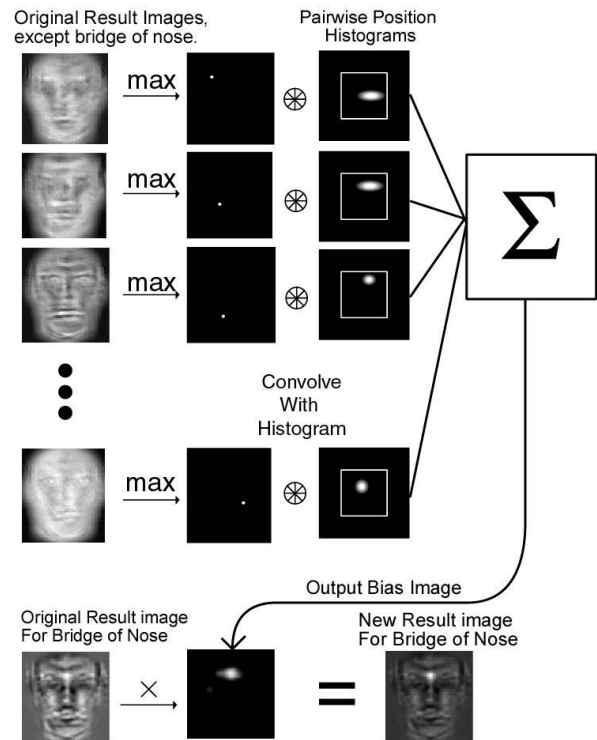 Original Result Images,
except bridge of nose.
Pairwise Position
Histograms
max
max
max
Σ
Convolve
With
Histogram
max
Output Bias Image
Original Result image
For Bridge of Nose
New Result image
For Bridge of Nose
×
=